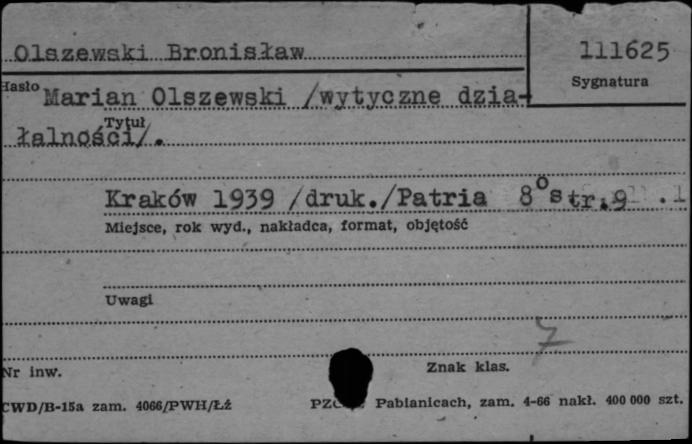 Olszewski Bronisław
111625
Hasło
Sygnatura
Marian Olszewski /wytyczne dzia-
Tytuł
łalności/.
Kraków 1939 /druk./Patria 8° str.9 .1
Miejsce, rok wyd., nakładca, format, objętość
Uwagi
7
Nr inw.
Znak klas.
CWD/B-15a zam. 4066/PWH/Łź
Pabianicach, zam. 4-66 nakł. 400 000 szt.